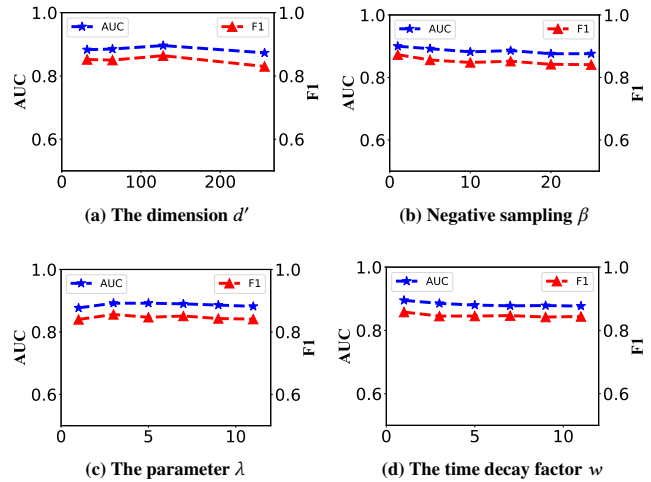 1.0 1.0
AUC F1
0.8 0.8
0.6 0.6
AUC F1
0 100 200
(a) The dimension d′
1.0 1.0
AUC F1
0.8 0.8
0.6 0.6
AUC F1
0 10 20
(b) Negative sampling β
1.0 1.0
AUC F1
0.8 0.8
0.6 0.6
AUC F1
0 5 10
(c) The parameter λ
1.0 1.0
AUC F1
0.8 0.8
0.6 0.6
AUC F1
0 5 10
(d) The time decay factor w